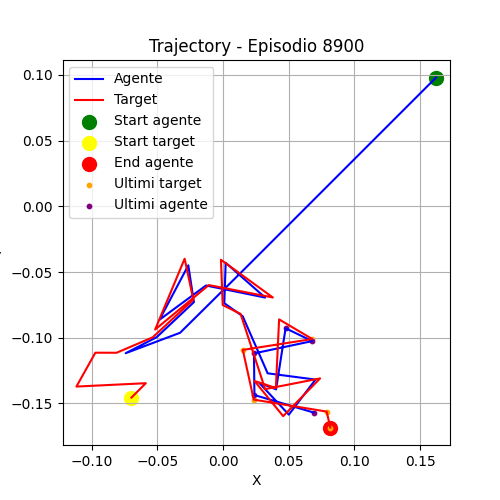 Trajectory - Episodio 8900
Agente
Target
Start agente
Start target
End agente
Ultimi target
Ultimi agente
0.10
0.05
0.00
−0.05
−0.10
−0.15
−0.10
−0.05
0.00
0.05
0.10
0.15
X